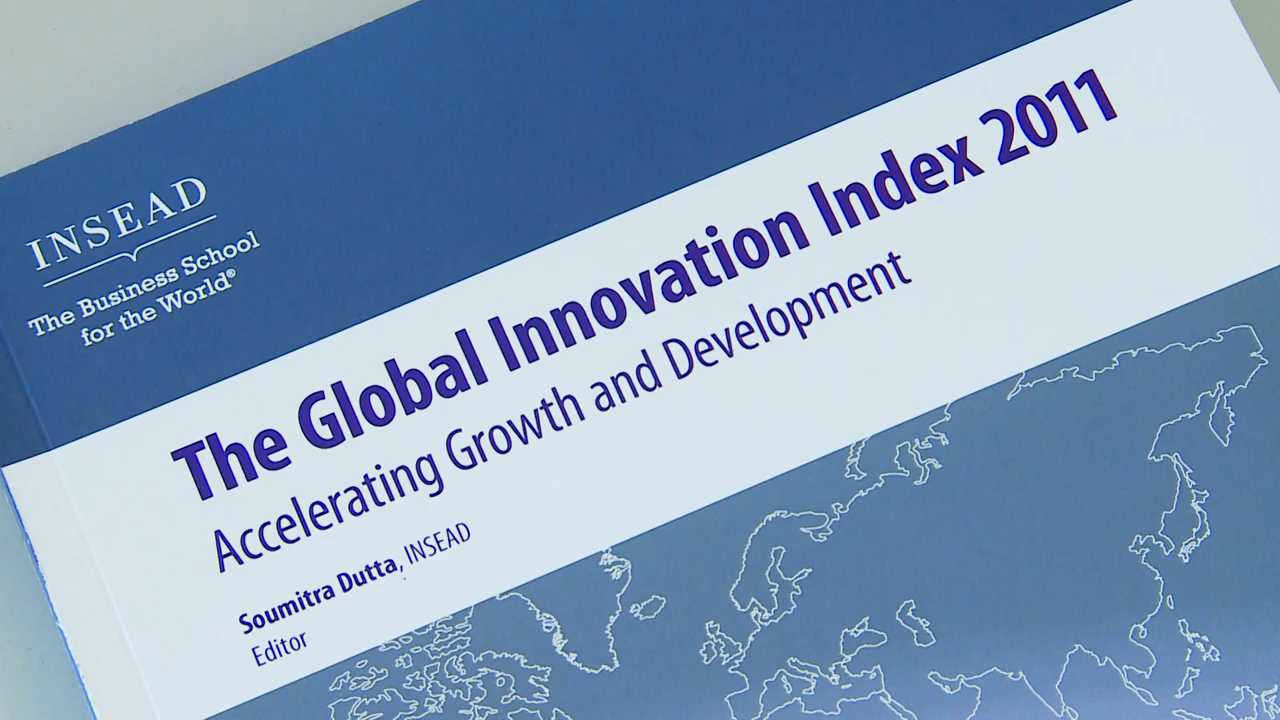 INSEAD
The Business School
for the World®
The Global Innovation Index 2011
Accelerating Growth and Development
Soumitra Dutta, INSEAD
Editor